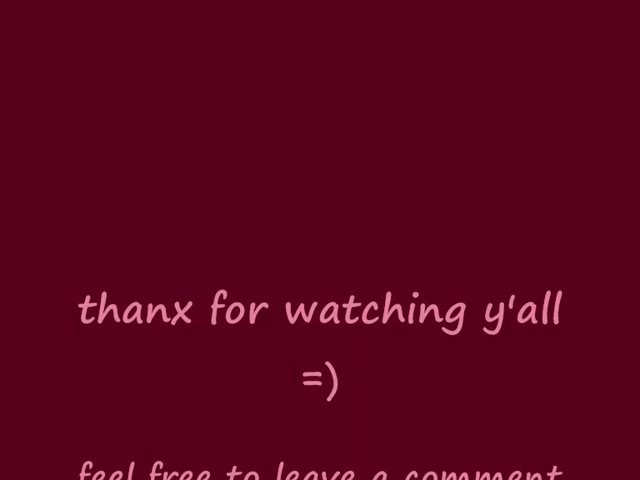 thanx for watching y'all
=)
feel free to leave a comment